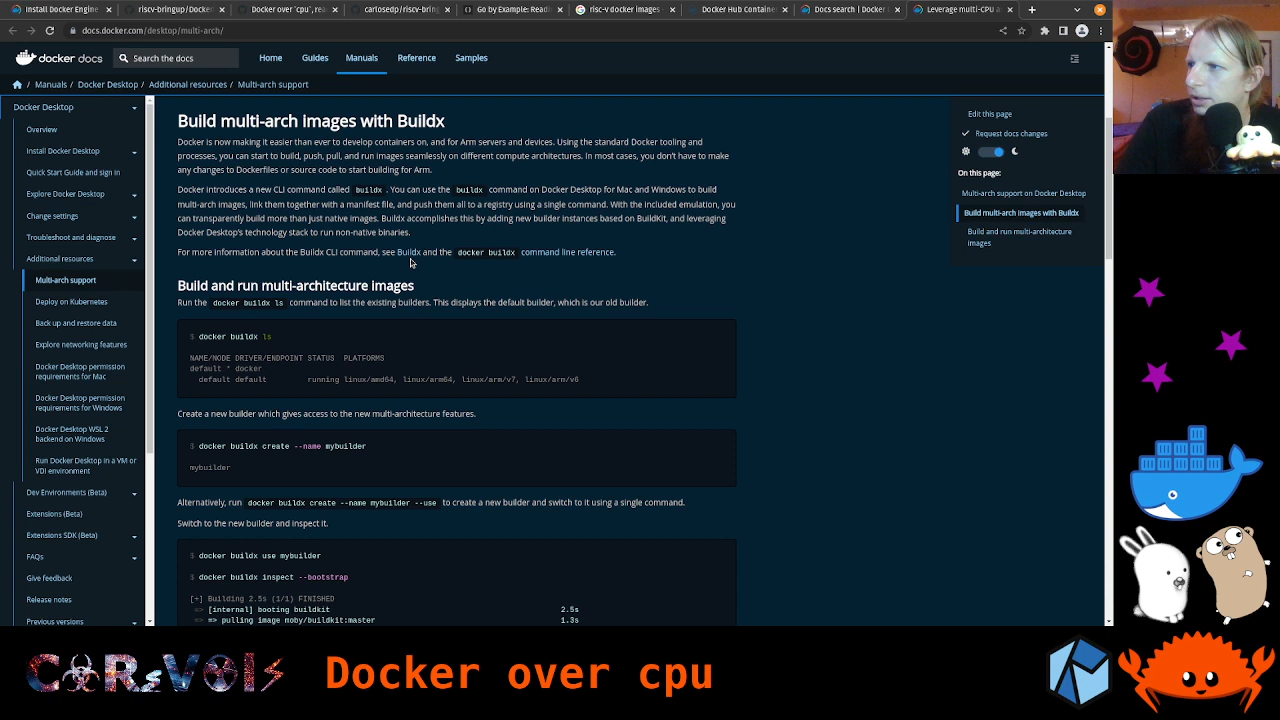 Install Docker Engine
riscv-bringup/Docker
Docker over 'cpu', rea
carlosedp/riscv-bring
Go by Example: Readi
risc-v docker images
Docker Hub Container
Docs search | Docker
Leverage multi-CPU a
docs.docker.com/desktop/multi-arch/
docker docs
Search the docs
Home
Guides
Manuals
Reference
Samples
/ Manuals / Docker Desktop / Additional resources / Multi-arch support
Docker Desktop
Overview
Install Docker Desktop
Quick Start Guide and sign in
Explore Docker Desktop
Change settings
Troubleshoot and diagnose
Additional resources
Multi-arch support
Deploy on Kubernetes
Back up and restore data
Explore networking features
Docker Desktop permission
requirements for Mac
Docker Desktop permission
requirements for Windows
Docker Desktop WSL 2
backend on Windows
Run Docker Desktop in a VM or
VDI environment
Dev Environments (Beta)
Extensions (Beta)
Extensions SDK (Beta)
FAQs
Give feedback
Release notes
Previous versions
Build multi-arch images with Buildx
Docker is now making it easier than ever to develop containers on, and for Arm servers and devices. Using the standard Docker tooling and
processes, you can start to build, push, pull, and run images seamlessly on different compute architectures. In most cases, you don't have to make
any changes to Dockerfiles or source code to start building for Arm.
Docker introduces a new CLI command called buildx. You can use the buildx command on Docker Desktop for Mac and Windows to build
multi-arch images, link them together with a manifest file, and push them all to a registry using a single command. With the included emulation, you
can transparently build more than just native images. Buildx accomplishes this by adding new builder instances based on BuildKit, and leveraging
Docker Desktop's technology stack to run non-native binaries.
For more information about the Buildx CLI command, see Buildx and the docker buildx command line reference.
Build and run multi-architecture images
Run the docker buildx ls command to list the existing builders. This displays the default builder, which is our old builder.
$ docker buildx ls
NAME/NODE DRIVER/ENDPOINT STATUS PLATFORMS
default * docker
default default running linux/amd64, linux/arm64, linux/arm/v7, linux/arm/v6
Create a new builder which gives access to the new multi-architecture features.
$ docker buildx create --name mybuilder
mybuilder
Alternatively, run docker buildx create --name mybuilder --use to create a new builder and switch to it using a single command.
Switch to the new builder and inspect it.
$ docker buildx use mybuilder
$ docker buildx inspect --bootstrap
[+] Building 2.5s (1/1) FINISHED
=> [internal] booting buildkit 2.5s
=> => pulling image moby/buildkit:master 1.3s
Edit this page
Request docs changes
On this page:
Multi-arch support on Docker Desktop
Build multi-arch images with Buildx
Build and run multi-architecture
images
Docker over cpu